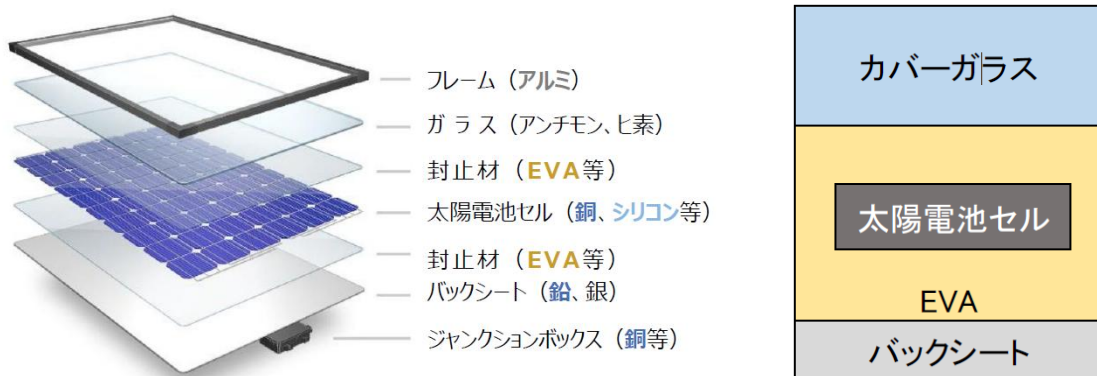 フレーム（アルミ）
ガラス（アンチモン、ヒ素）
封止材（EVA等）
太陽電池セル（銅、シリコン等）
封止材（EVA等）
バックシート（鉛、銀）
ジャンクションボックス（銅等）
カバーガラス
太陽電池セル
EVA
バックシート